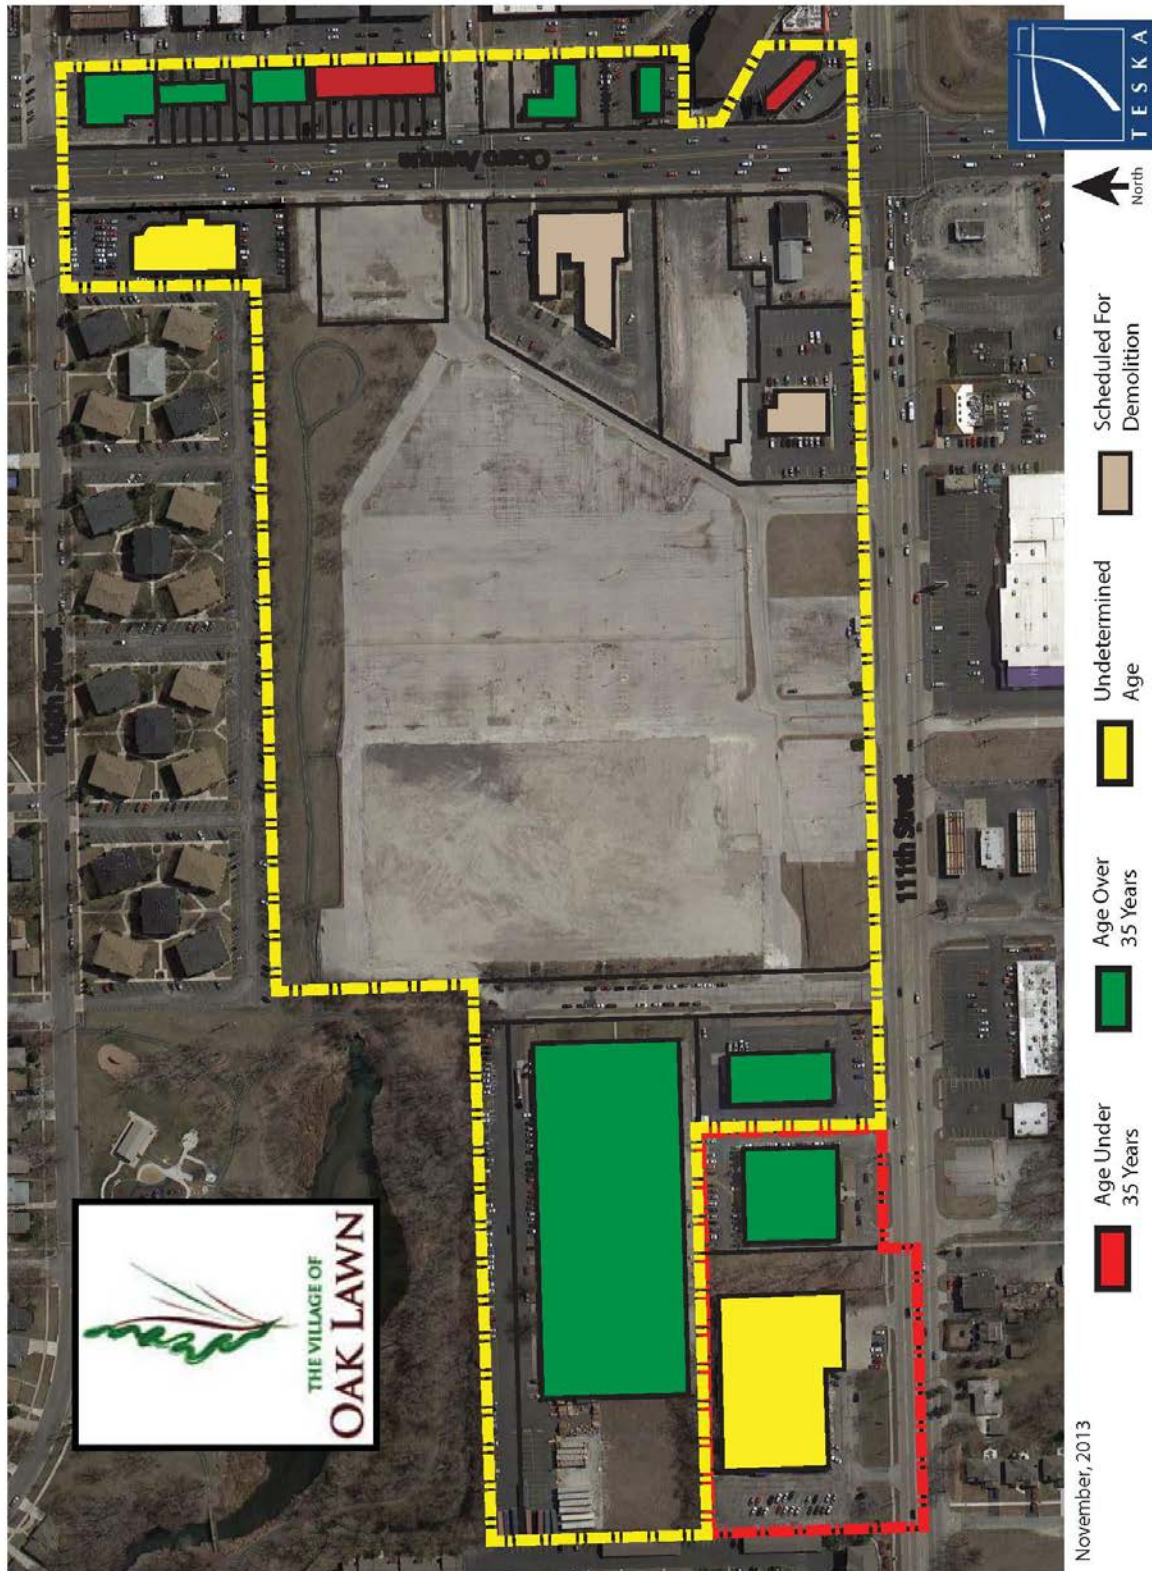 THE VILLAGE OF
OAK LAWN
108th Street
Cicero Avenue
111th Street
November, 2013
Age Under
35 Years
Age Over
35 Years
Undetermined
Age
Scheduled For
Demolition
North
TESKA